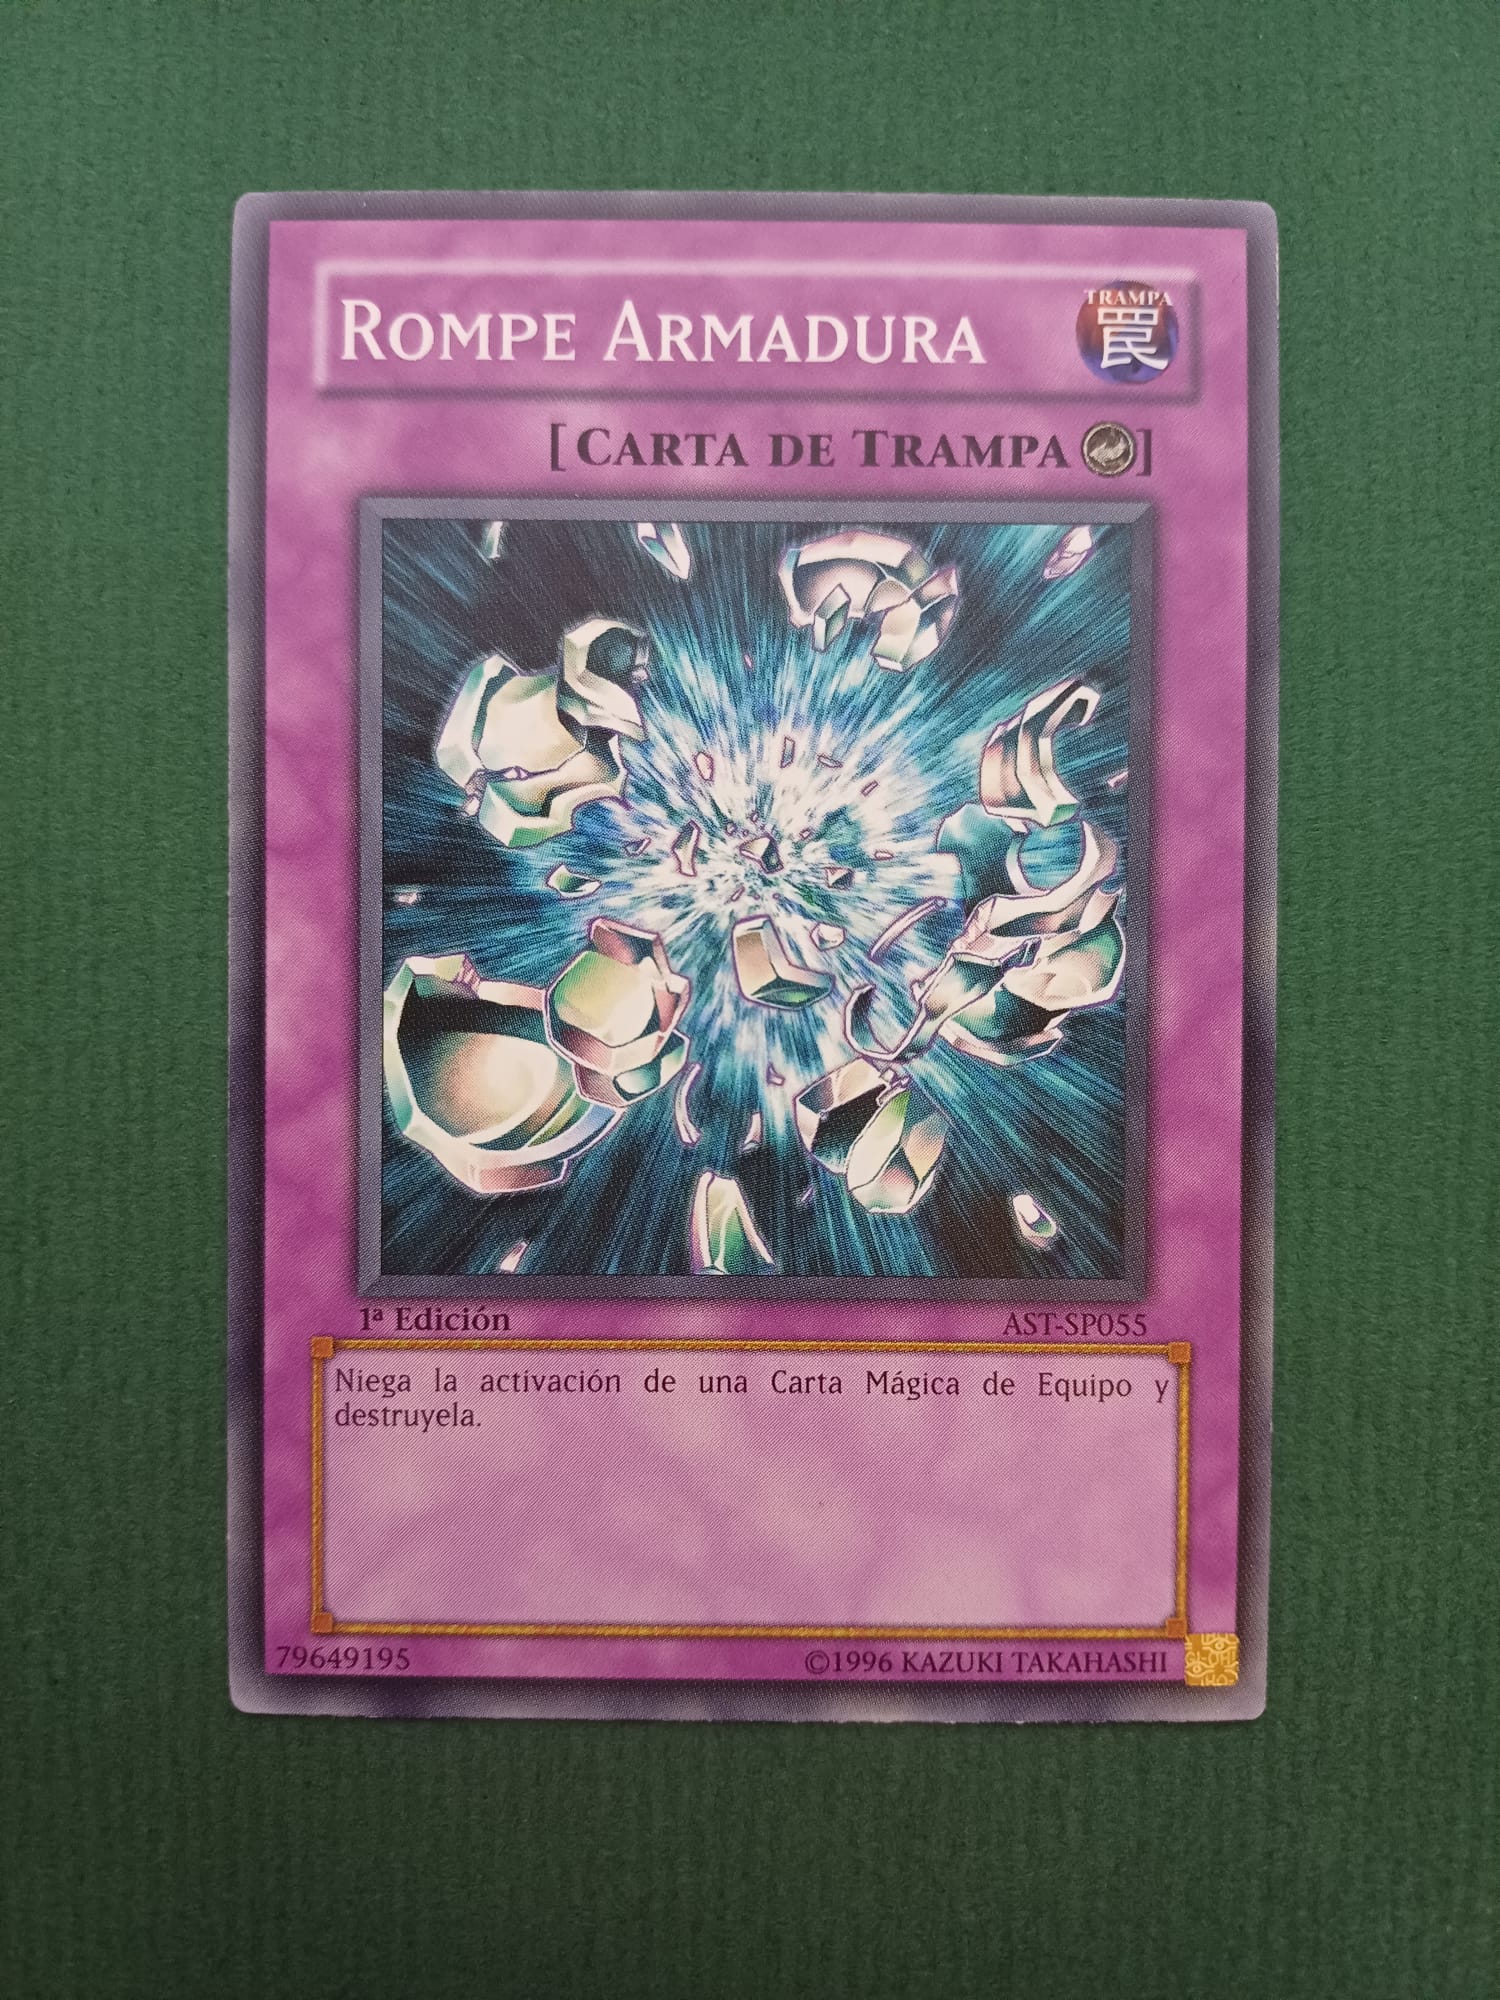 Rompe Armadura
TRAMPA
罠
[Carta de Trampa]
1ª Edición
AST-SP055
Niega la activación de una Carta Mágica de Equipo y
destruyela.
79649195
©1996 KAZUKI TAKAHASHI